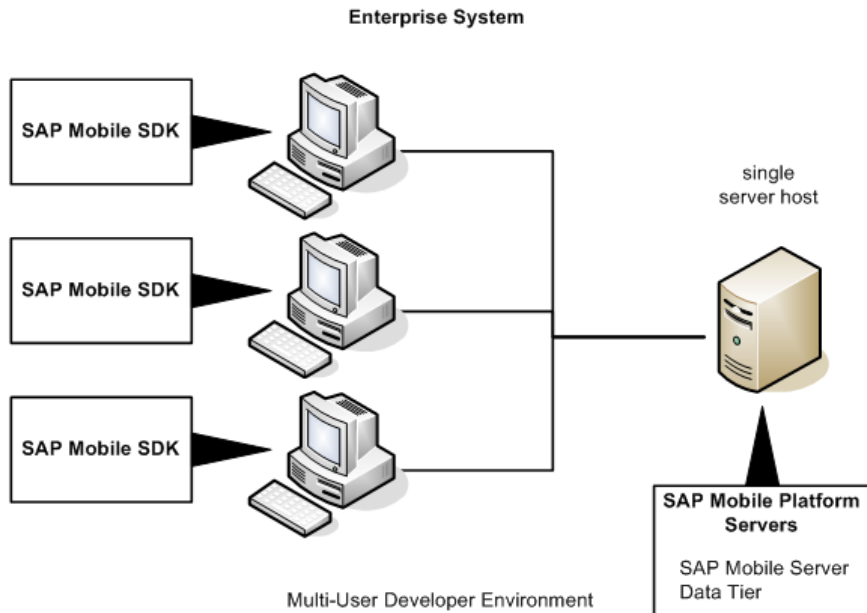 Enterprise System
SAP Mobile SDK
single
server host
SAP Mobile SDK
SAP Mobile SDK
SAP Mobile Platform
Servers
SAP Mobile Server
Data Tier
Multi-User Developer Environment